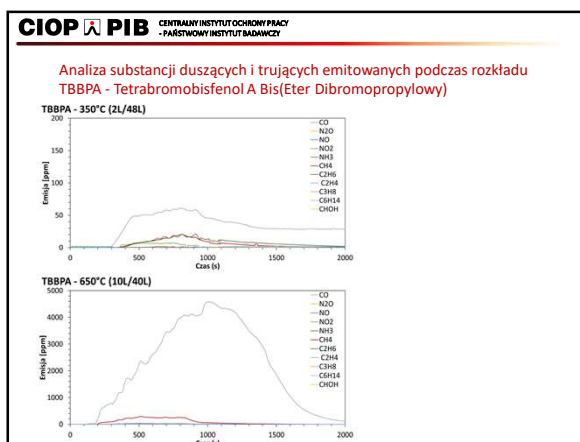 CIOP PIB CENTRALNY INSTYTUT OCHRONY PRACY
- PAŃSTWOWY INSTYTUT BADAWCZY
Analiza substancji duszących i trujących emitowanych podczas rozkładu
TBBPA - Tetrabromobisfenol A Bis(Eter Dibromopropylowy)
TBBPA - 350°C (2L/48L)
Emisja [ppm]
200
150
100
50
0
0
500
1000
1500
2000
Czas (s)
CO
N2O
NO
NO2
NH3
CH4
C2H6
C2H4
C3H8
C6H14
CHOH
TBBPA - 650°C (10L/40L)
Emisja [ppm]
5000
4000
3000
2000
1000
0
0
500
1000
1500
2000
Czas (s)
CO
N2O
NO
NO2
NH3
CH4
C2H6
C2H4
C3H8
C6H14
CHOH